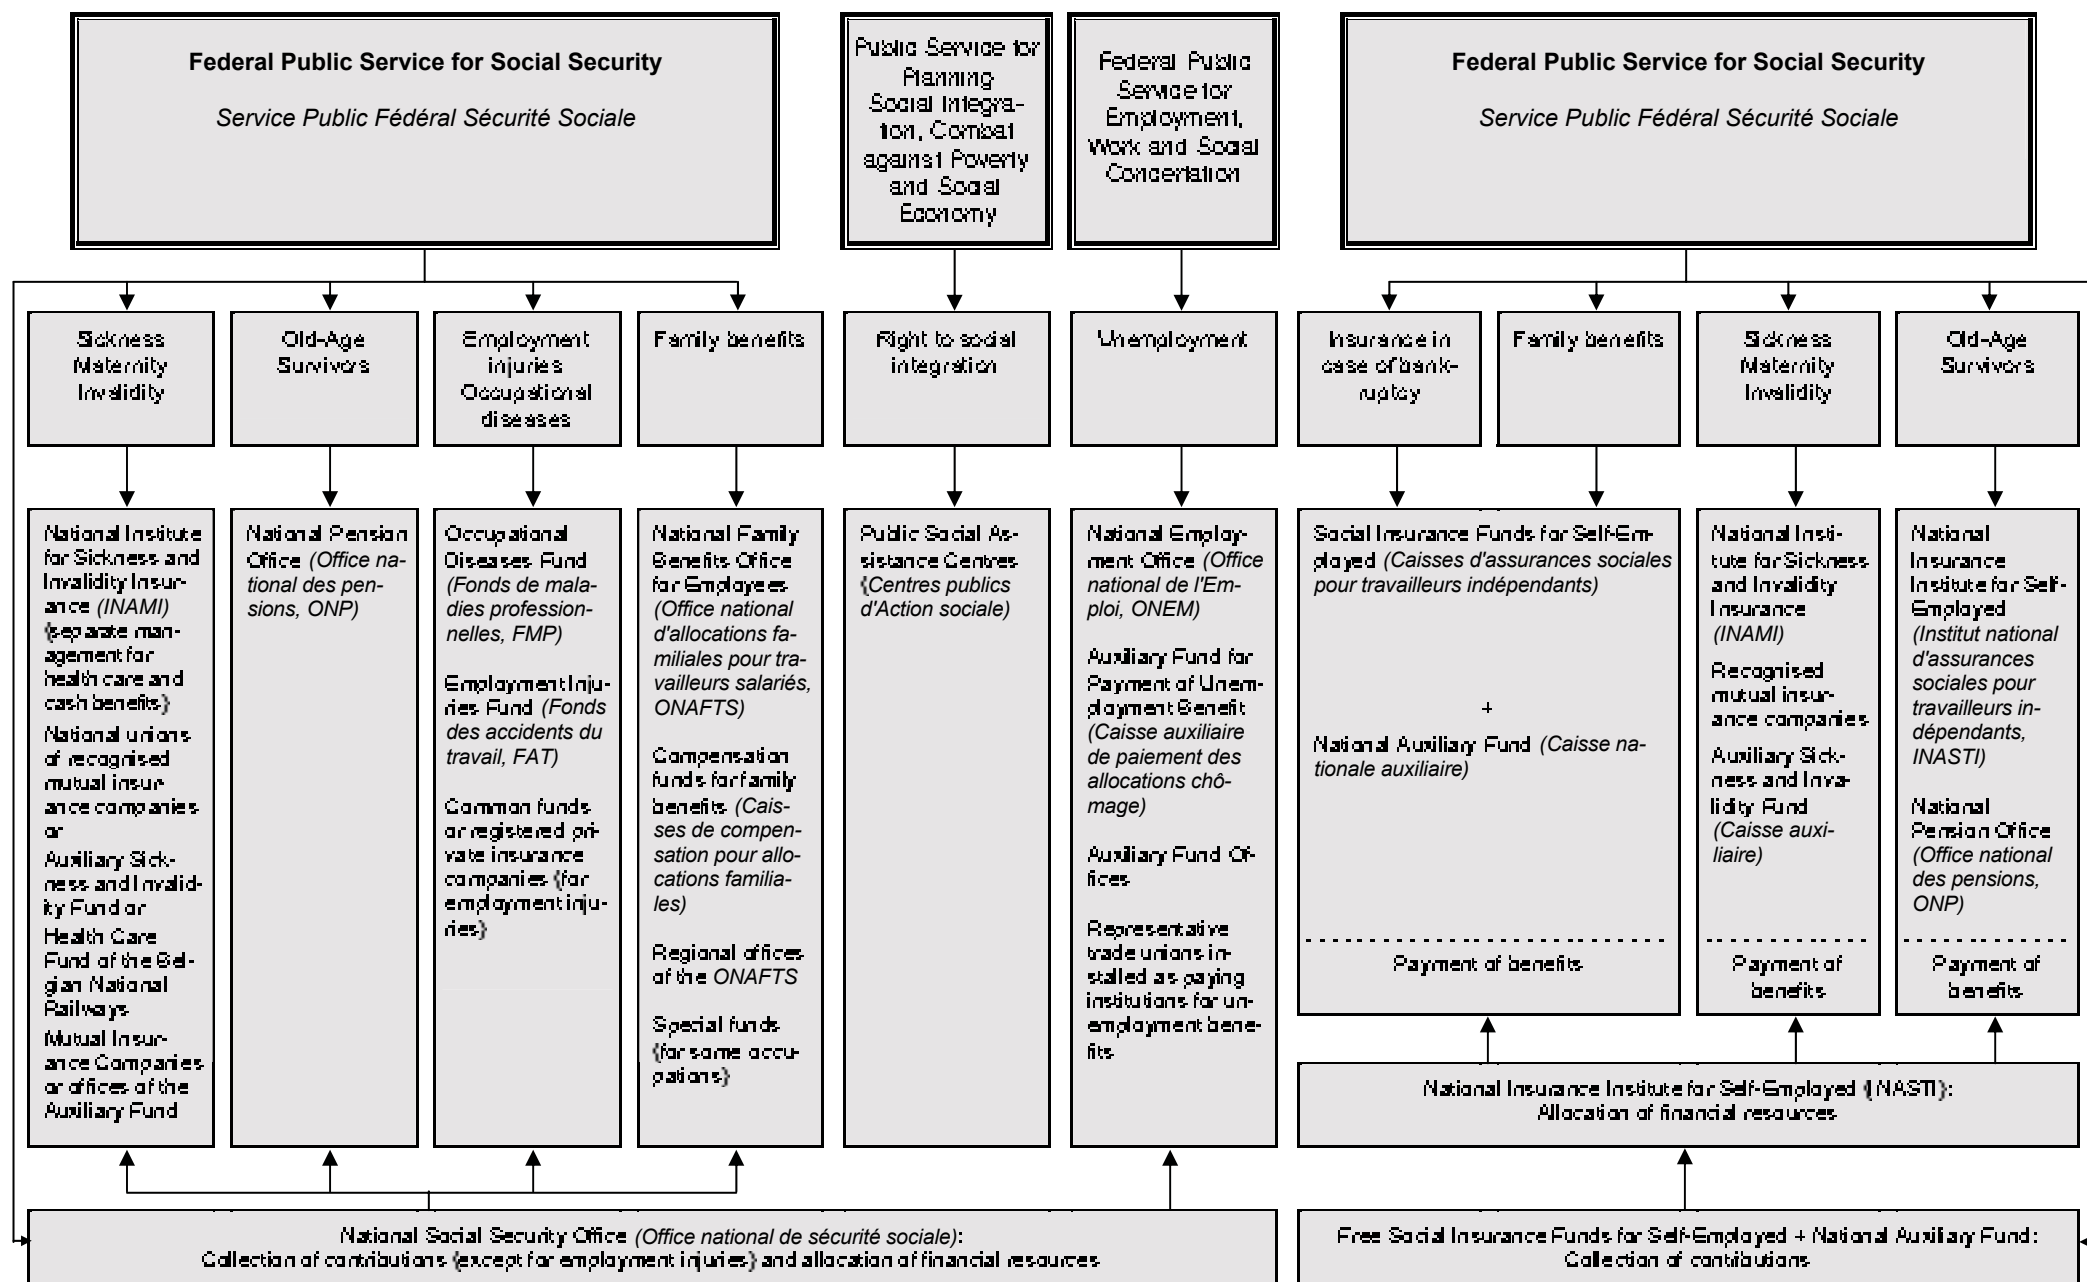 Federal Public Service for Social Security
Service Public Fédéral Sécurité Sociale
Public Service for
Planning
Social Integra-
tion, Combat
against Poverty
and Social
Economy
Federal Public
Service for
Employment,
Work and Social
Concertation
Federal Public Service for Social Security
Service Public Fédéral Sécurité Sociale
Sickness
Maternity
Invalidity
Old-Age
Survivors
Employment
injuries
Occupational
diseases
Family benefits
Right to social
integration
Unemployment
Insurance in
case of bank-
ruptcy
Family benefits
Sickness
Maternity
Invalidity
Old-Age
Survivors
National Institute
for Sickness and
Invalidity Insur-
ance (INAMI)
(separate man-
agement for
health care and
cash benefits)
National unions
of recognised
mutual insur-
ance companies
or
Auxiliary Sick-
ness and Invalid-
ity Fund or
Health Care
Fund of the Bel-
gian National
Railways
Mutual Insur-
ance Companies
or offices of the
Auxiliary Fund
National Pension
Office (Office na-
tional des pen-
sions, ONP)
Occupational
Diseases Fund
(Fonds de mala-
dies profession-
nelles, FMP)
Employment Inju-
ries Fund (Fonds
des accidents du
travail, FAT)
Common funds
or registered pri-
vate insurance
companies (for
employment inju-
ries)
National Family
Benefits Office
for Employees
(Office national
d'allocations fa-
miliales pour tra-
vailleurs salariés,
ONAFTS)
Compensation
funds for family
benefits (Cais-
ses de compen-
sation pour allo-
cations familia-
les)
Regional offices
of the ONAFTS
Special funds
(for some occu-
pations)
Public Social As-
sistance Centres
(Centres publics
d'Action sociale)
National Employ-
ment Office (Office
national de l'Em-
ploi, ONEM)
Auxiliary Fund for
Payment of Unem-
ployment Benefit
(Caisse auxiliaire
de paiement des
allocations chô-
mage)
Auxiliary Fund Of-
fices
Representative
trade unions in-
stalled as paying
institutions for un-
employment bene-
fits
Social Insurance Funds for Self-Em-
ployed (Caisses d'assurances sociales
pour travailleurs indépendants)
+
National Auxiliary Fund (Caisse na-
tionale auxiliaire)
Payment of benefits
National Insti-
tute for Sickness
and Invalidity
Insurance
(INAMI)
Recognised
mutual insur-
ance companies
Auxiliary Sick-
ness and Inva-
lidity Fund
(Caisse auxi-
liaire)
Payment of
benefits
National
Insurance
Institute for Self-
Employed
(Institut national
d'assurances
sociales pour
travailleurs in-
dépendants,
INASTI)
National
Pension Office
(Office national
des pensions,
ONP)
Payment of
benefits
National Insurance Institute for Self-Employed (INASTI):
Allocation of financial resources
National Social Security Office (Office national de sécurité sociale):
Collection of contributions (except for employment injuries) and allocation of financial resources
Free Social Insurance Funds for Self-Employed + National Auxiliary Fund:
Collection of contributions